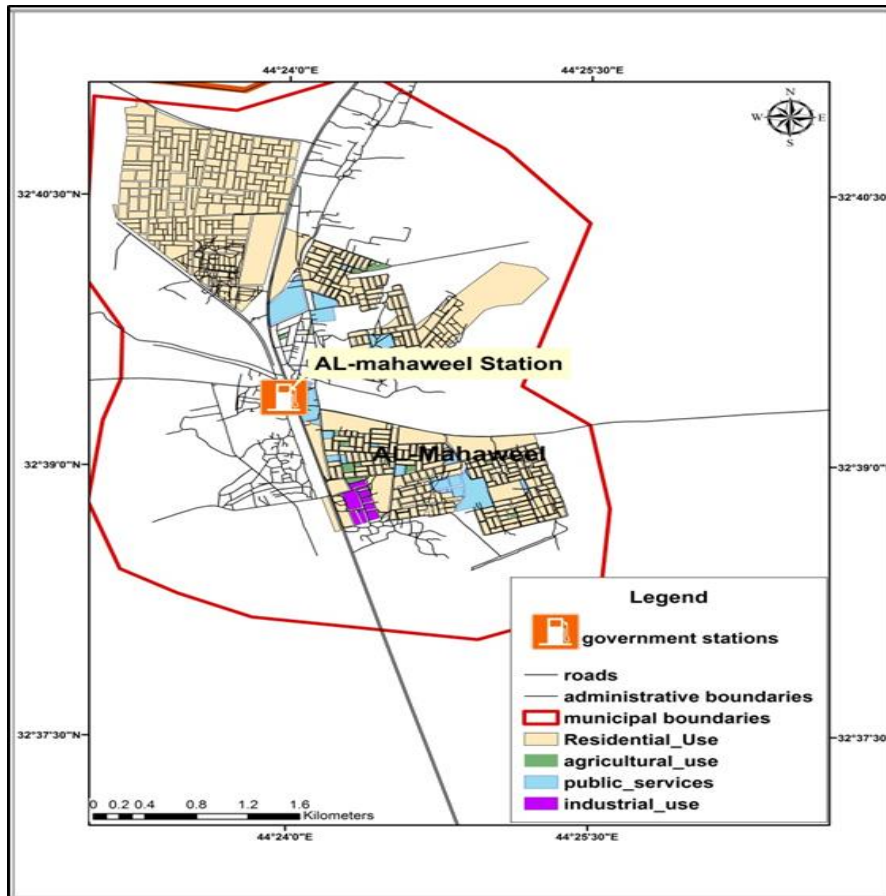 44°24'0"E
44°25'30"E
N
W
E
S
32°40'30"N
32°40'30"N
AL-mahaweel Station
AL-Mahaweel
32°39'0"N
32°39'0"N
Legend
government stations
roads
administrative boundaries
municipal boundaries
Residential_Use
agricultural_use
public_services
industrial_use
32°37'30"N
32°37'30"N
0 0.2 0.4 0.8 1.2 1.6
Kilometers
44°24'0"E
44°25'30"E